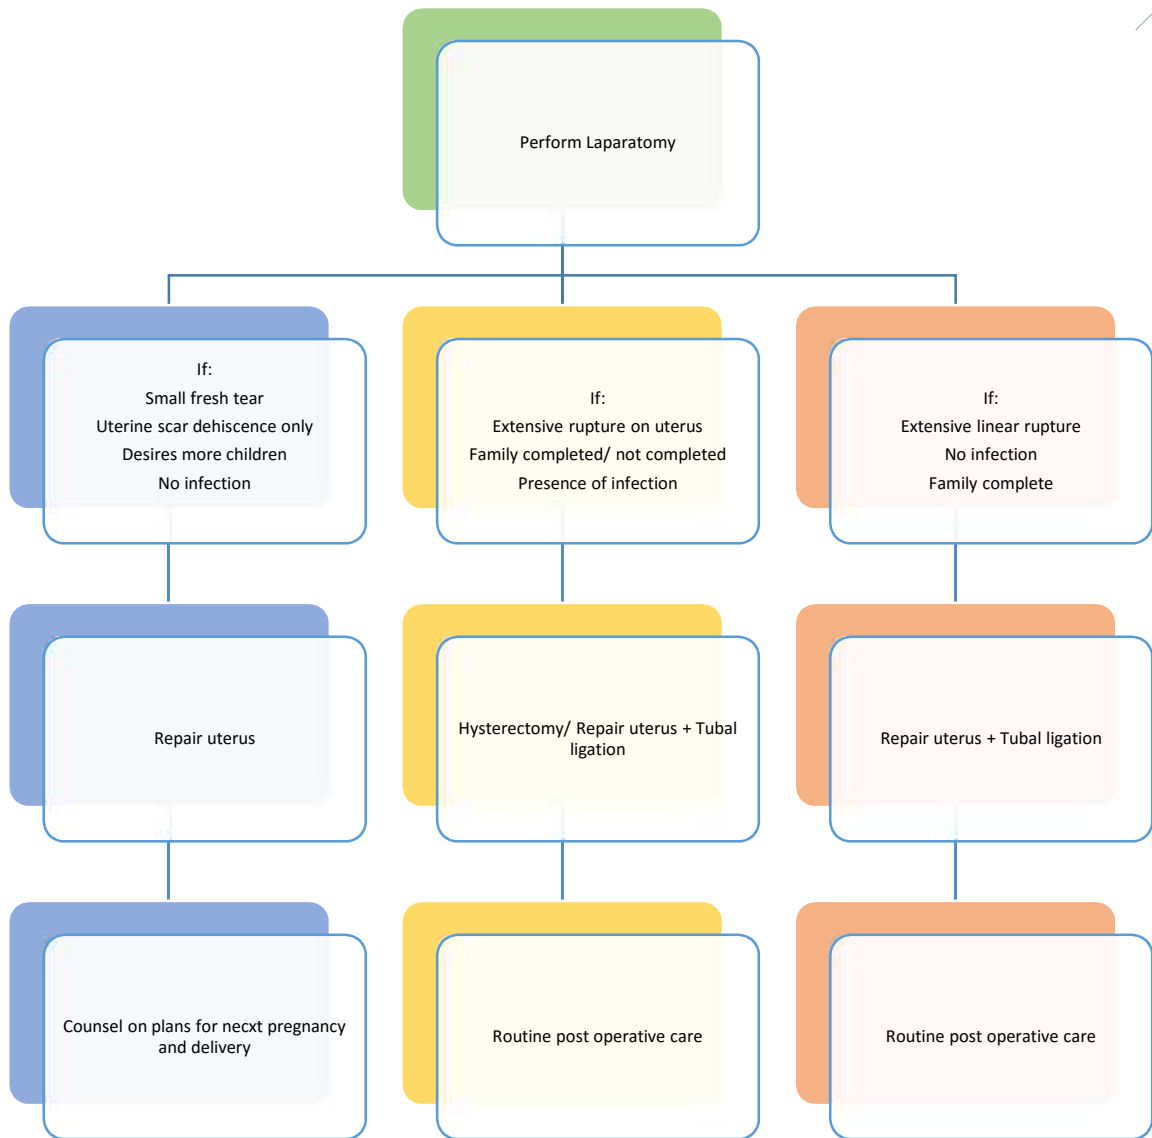 Perform Laparatomy
If:
Small fresh tear
Uterine scar dehiscence only
Desires more children
No infection
If:
Extensive rupture on uterus
Family completed/ not completed
Presence of infection
If:
Extensive linear rupture
No infection
Family complete
Repair uterus
Hysterectomy/ Repair uterus + Tubal
ligation
Repair uterus + Tubal ligation
Counsel on plans for necxt pregnancy
and delivery
Routine post operative care
Routine post operative care